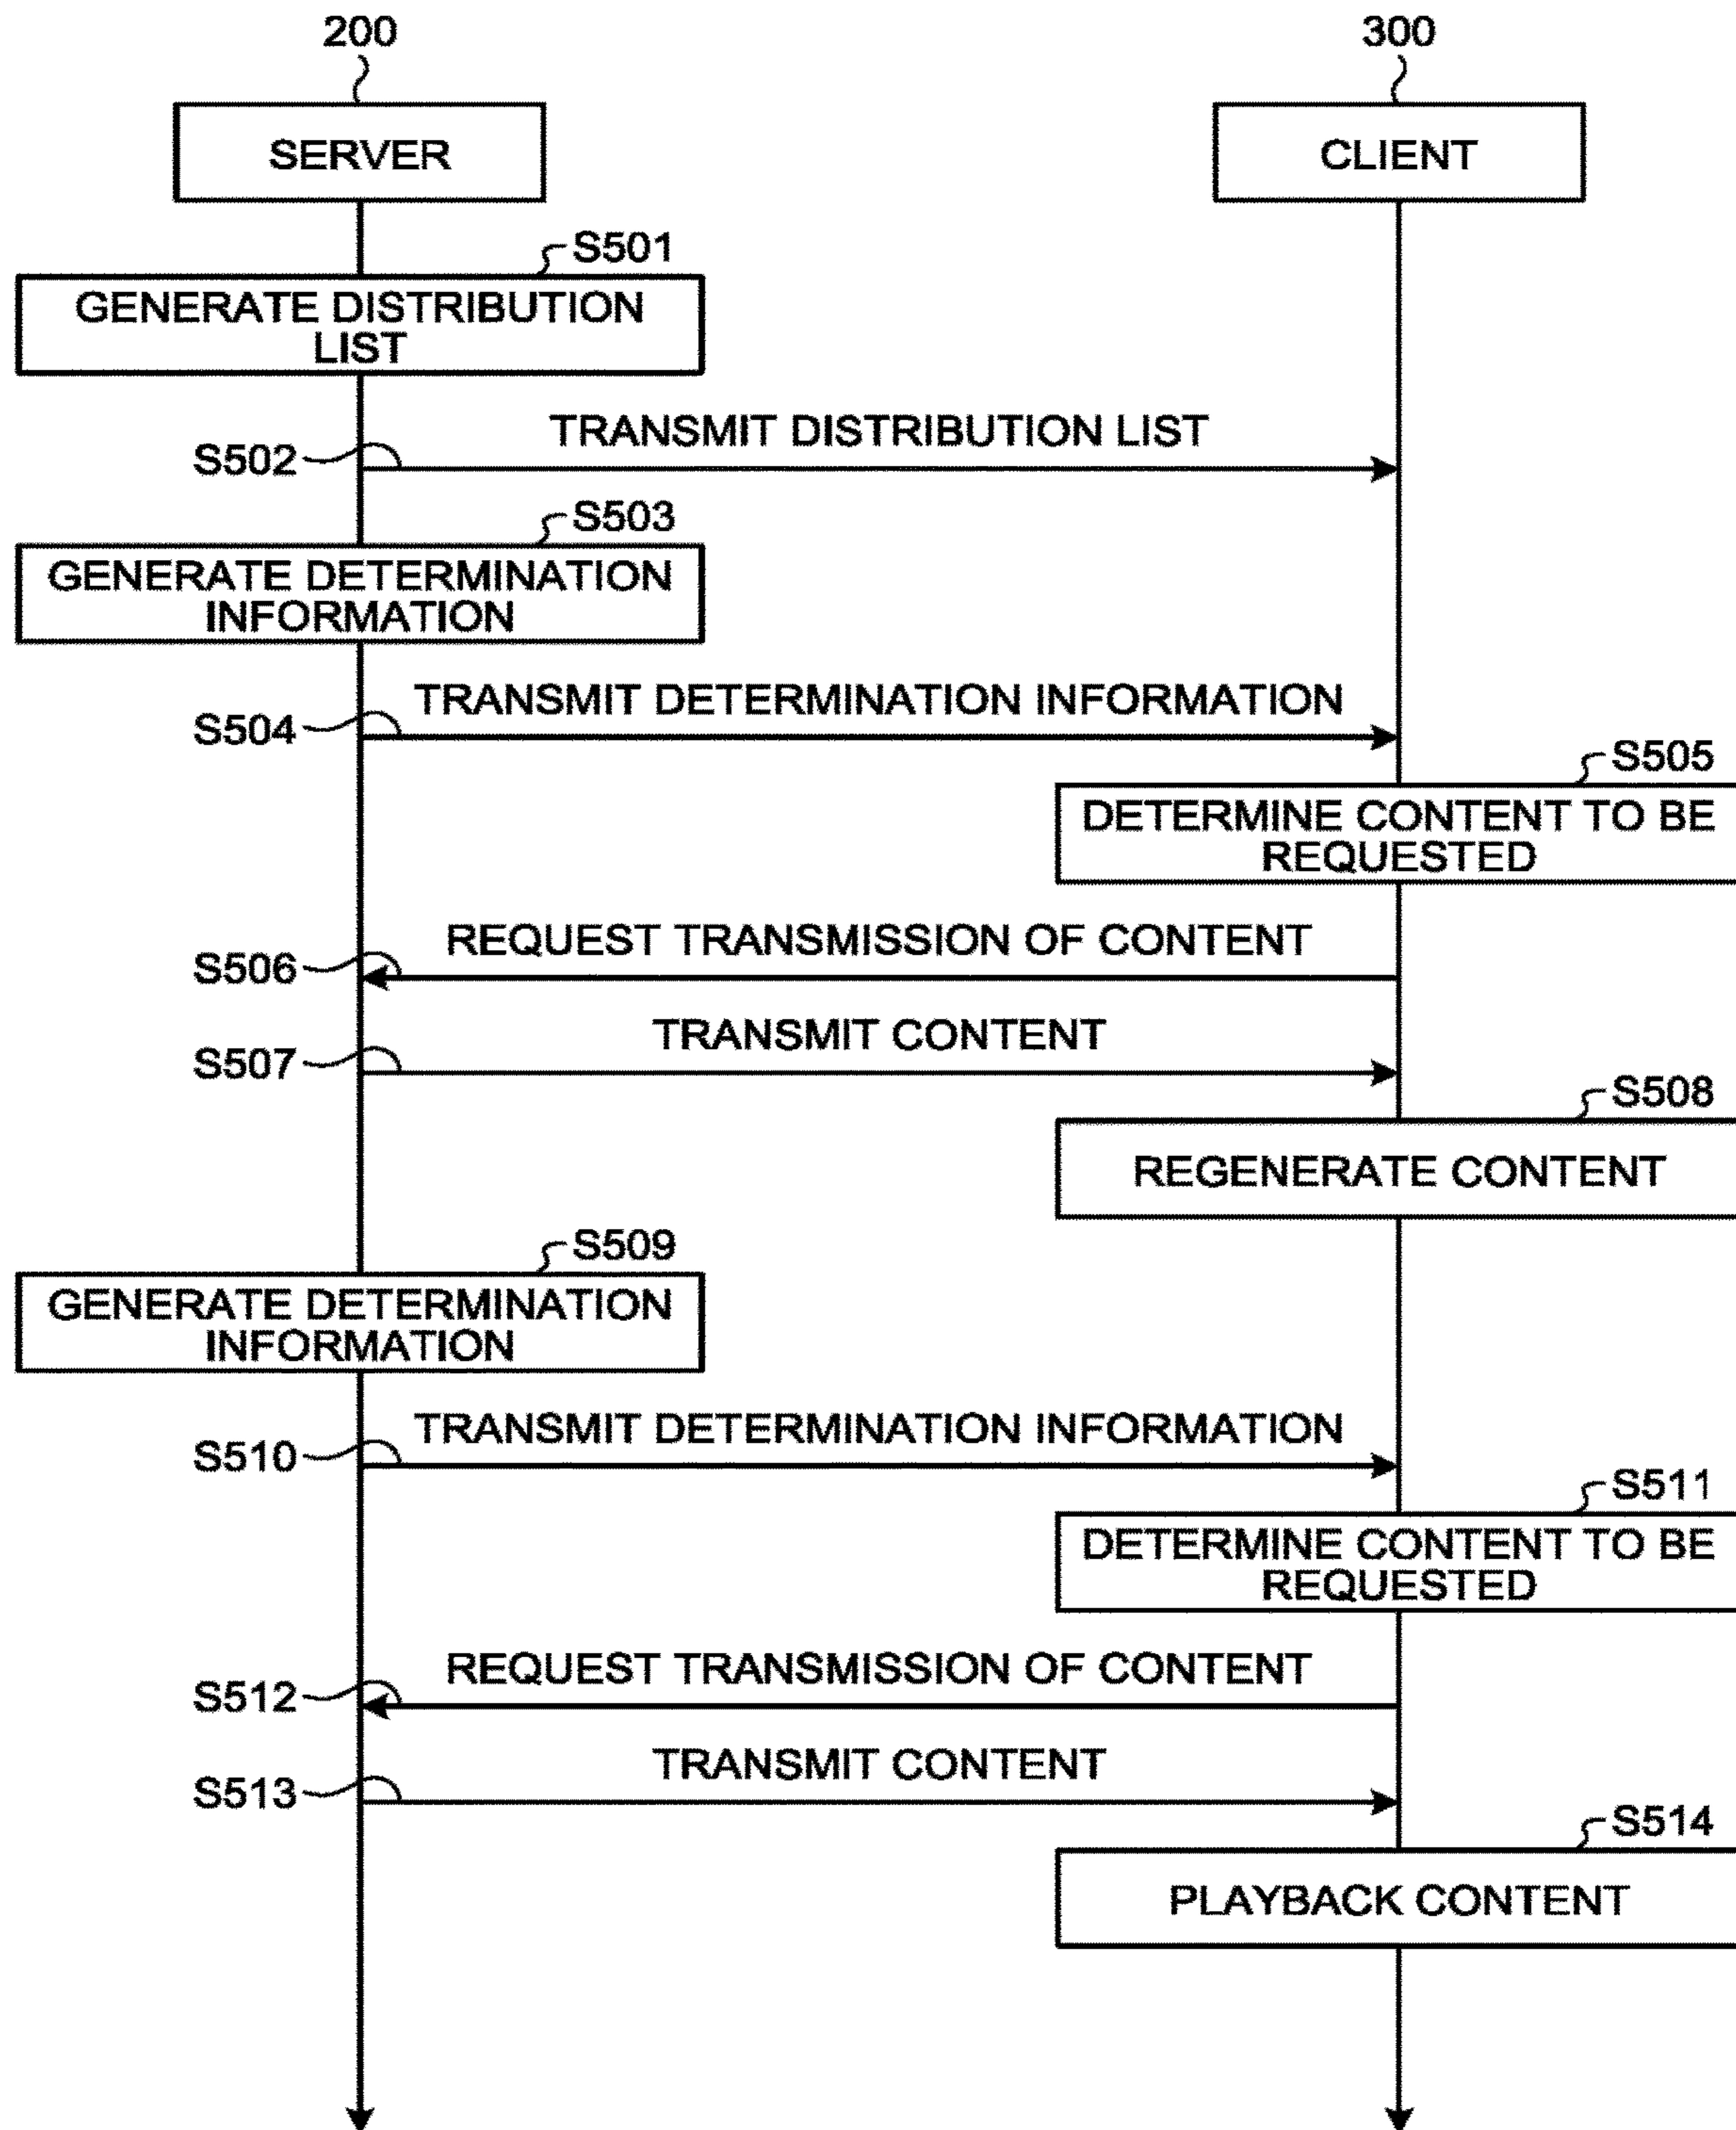 200
300
SERVER
CLIENT
S501
GENERATE DISTRIBUTION
LIST
TRANSMIT DISTRIBUTION LIST
S502
S503
GENERATE DETERMINATION
INFORMATION
TRANSMIT DETERMINATION INFORMATION
S504
S505
DETERMINE CONTENT TO BE
REQUESTED
REQUEST TRANSMISSION OF CONTENT
S506
TRANSMIT CONTENT
S507
S508
REGENERATE CONTENT
S509
GENERATE DETERMINATION
INFORMATION
TRANSMIT DETERMINATION INFORMATION
S510
S511
DETERMINE CONTENT TO BE
REQUESTED
REQUEST TRANSMISSION OF CONTENT
S512
TRANSMIT CONTENT
S513
S514
PLAYBACK CONTENT